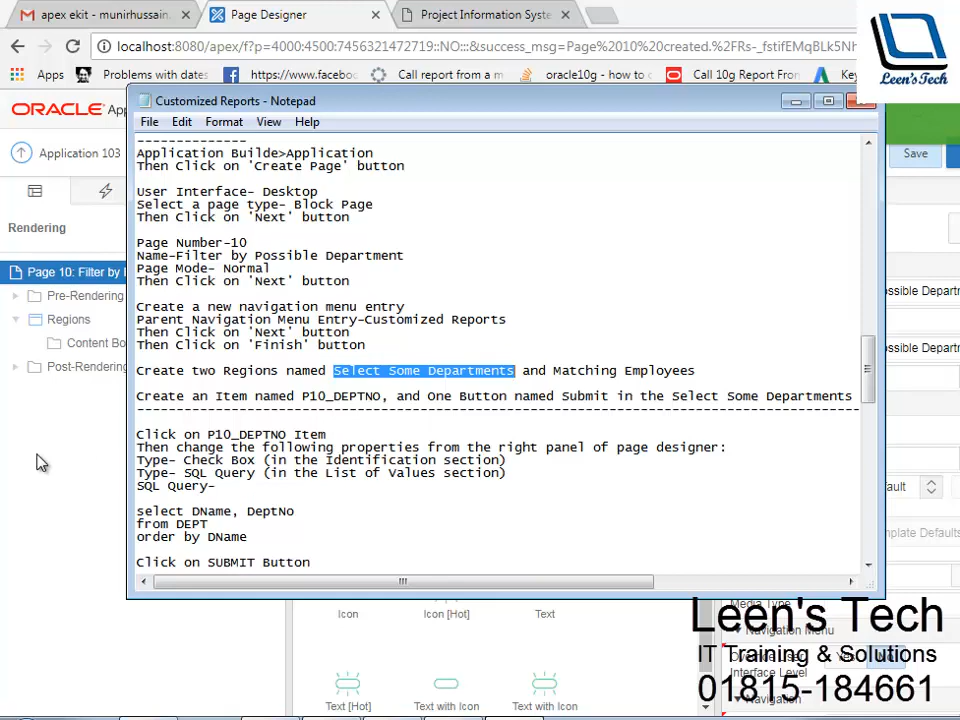 apex ekit - munirhussain.
Page Designer
Project Information Syste
localhost:8080/apex/f?p=4000:4500:7456321472719::NO:::&success_msg=Page%2010%20created.%2FRs-_fstifEMqBLk5Nh
Leen's Tech
Apps
Problems with dates
https://www.faceboo
Call report from a m
oracle10g - how to c
Call 10g Report Fron
Key
ORACLE
Customized Reports - Notepad
File Edit Format View Help
Application 103
Save
--------------
Application Builde>Application
Then Click on 'Create Page' button
User Interface- Desktop
Select a page type- Block Page
Then Click on 'Next' button
Rendering
Page Number-10
Name-Filter by Possible Department
Page Mode- Normal
Then Click on 'Next' button
Page 10: Filter by
Pre-Rendering
Regions
Content Bo
Post-Rendering
Create a new navigation menu entry
Parent Navigation Menu Entry-Customized Reports
Then Click on 'Next' button
Then Click on 'Finish' button
Create two Regions named Select Some Departments and Matching Employees
Create an Item named P10_DEPTNO, and One Button named Submit in the Select Some Departments
Click on P10_DEPTNO Item
Then change the following properties from the right panel of page designer:
Type- Check Box (in the Identification section)
Type- SQL Query (in the List of Values section)
SQL Query-
select DName, DeptNo
from DEPT
order by DName
Click on SUBMIT Button
Icon
Icon [Hot]
Text
Text [Hot]
Text with Icon
Text with Icon
Navigation Menu
Interface Level
Navigation
Leen's Tech
IT Training & Solutions
01815-184661